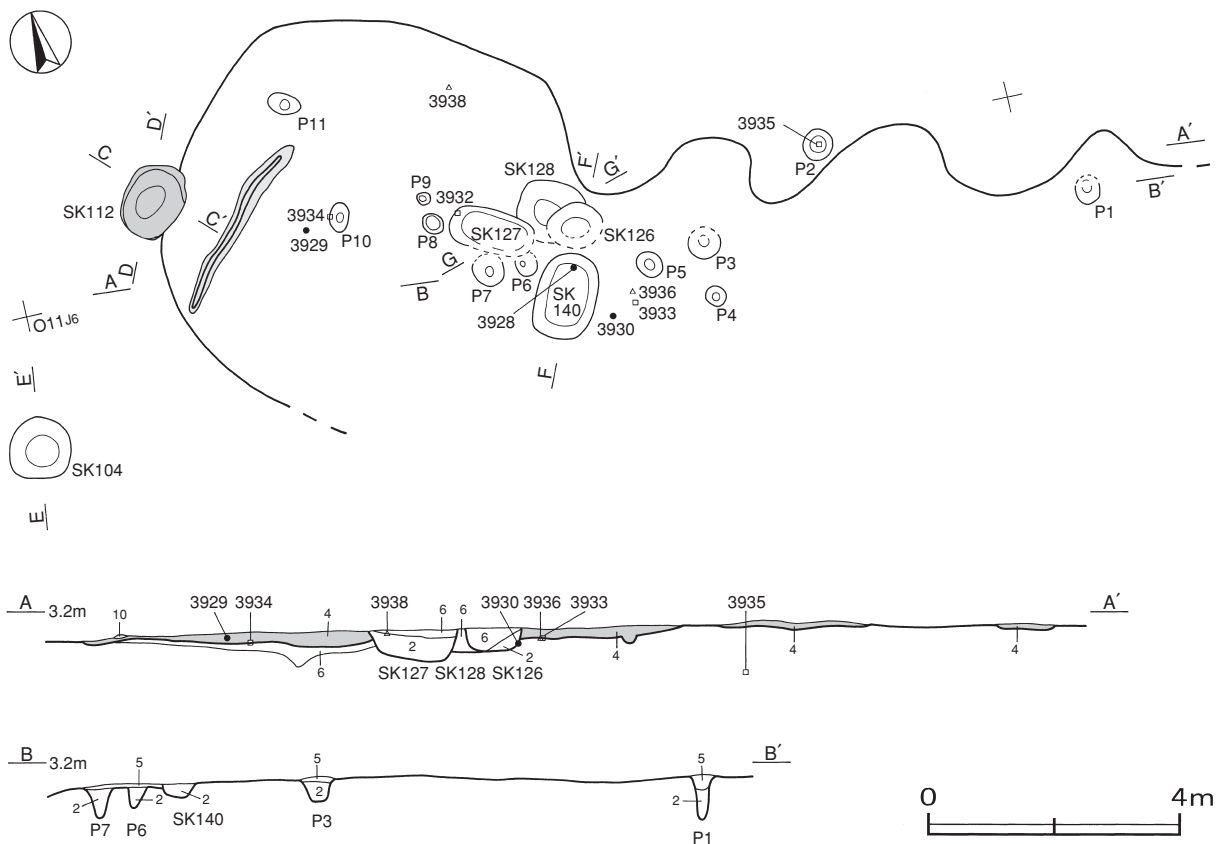 3938
P11
D´
C
SK112
C´
3934
3929
P10
A
D
O11J6
E´
SK104
E
P9
3932
P8
SK128
F´
G´
SK127
SK126
G
B
P7
P6
P5
P3
SK
140
3936
3933
P4
3928
3930
F
3935
P2
A´
B´
P1
A
3.2m
10
3929
3934
4
6
3938
6
6
3930
3936
3933
3935
A´
2
6
2
4
4
4
SK127
SK128
SK126
B
3.2m
5
5
5
B´
2
2
2
2
2
P7
P6
SK140
P3
P1
0
4m